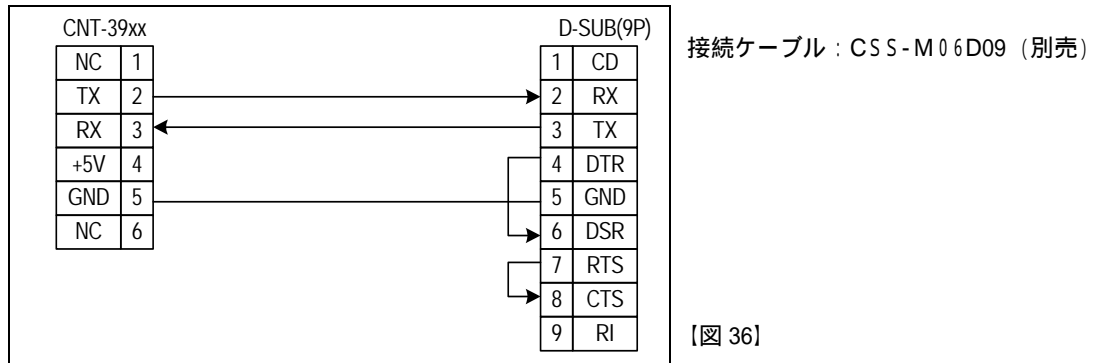 CNT-39xx D-SUB(9P)
接続ケーブル：CSS-M06D09（別売）
NC 1 1 CD
TX 2 2 RX
RX 3 3 TX
+5V 4 4 DTR
GND 5 5 GND
NC 6 6 DSR
7 RTS
8 CTS
9 RI
【図 36】